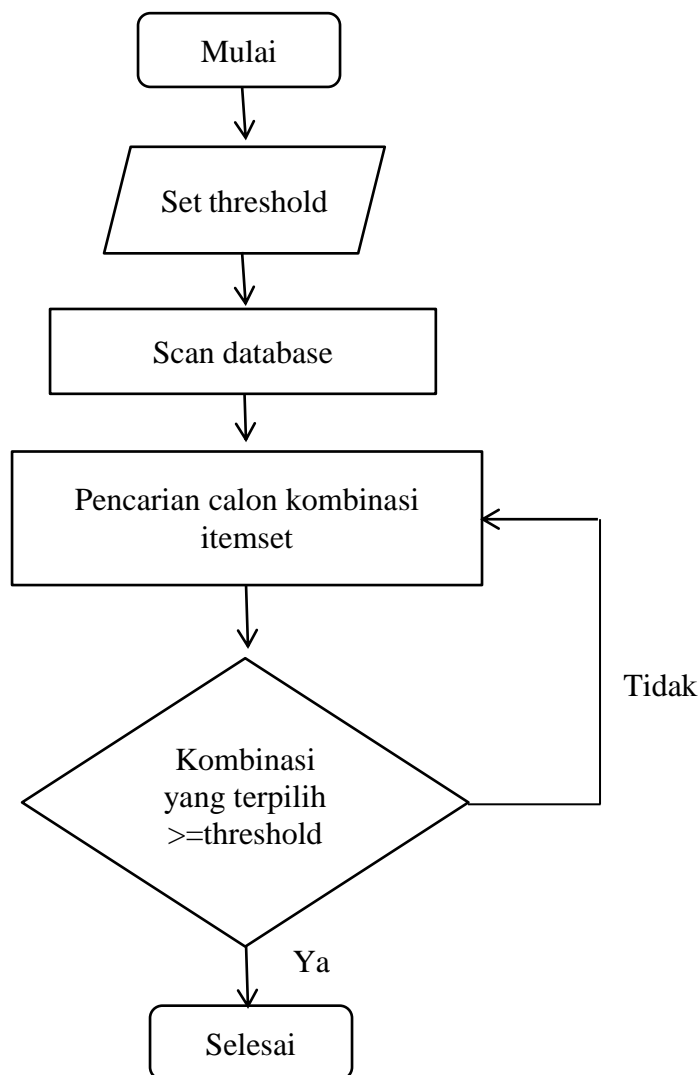 Mulai
Set threshold
Scan database
Pencarian calon kombinasi
itemset
Tidak
Kombinasi
yang terpilih
>=threshold
Ya
Selesai